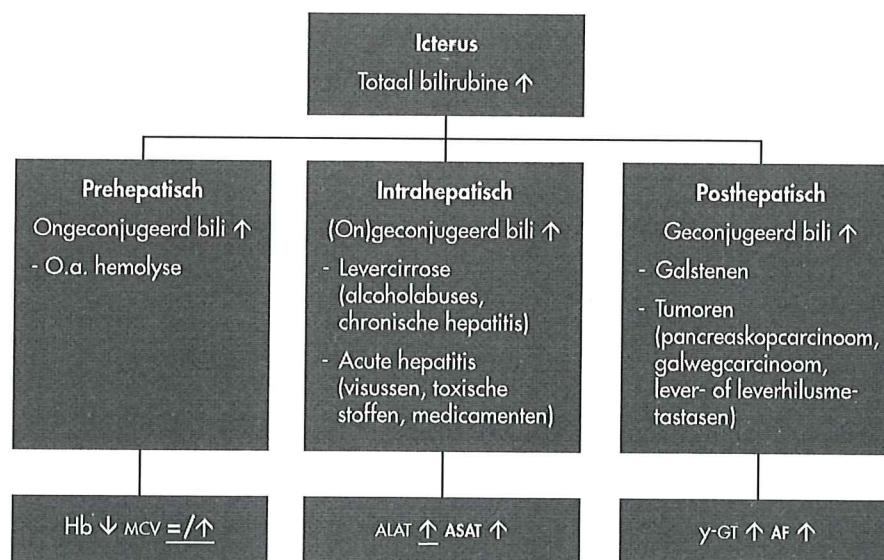 Icterus
Totaal bilirubine ↑
Prehepatisch
Ongeconjugeerd bili ↑
- O.a. hemolyse
Hb ↓ MCV =/↑
Intrahepatisch
(On)geconjugeerd bili ↑
- Levercirrose
(alcoholabuses,
chronische hepatitis)
- Acute hepatitis
(visussen, toxische
stoffen, medicamenten)
ALAT ↑ ASAT ↑
Posthepatisch
Geconjugeerd bili ↑
- Galstenen
- Tumoren
(pancreaskopcarcinoom,
galwegcarcinoom,
lever- of leverhilusme-
tastasen)
y-GT ↑ AF ↑